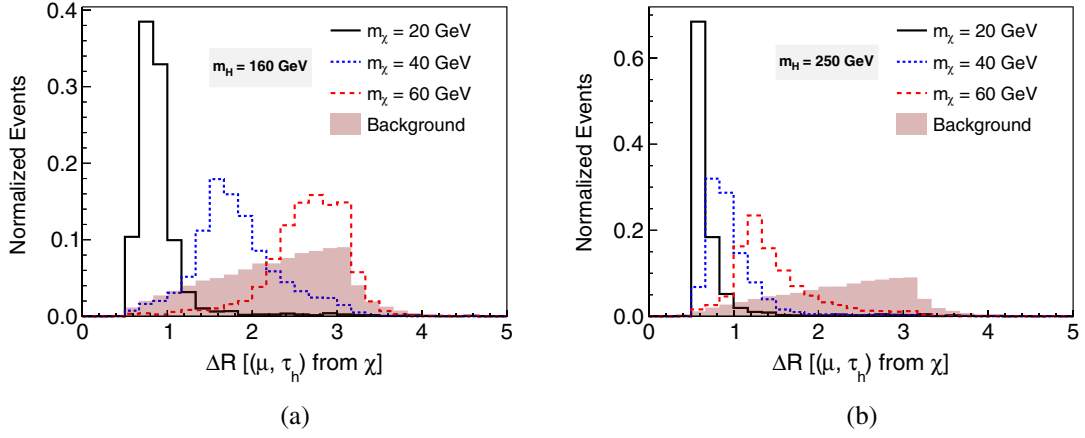 0.4
0.3
0.2
0.1
0.0
Normalized Events
m_H = 160 GeV
m_χ = 20 GeV
m_χ = 40 GeV
m_χ = 60 GeV
Background
0 1 2 3 4 5
ΔR [(μ, τ_h) from χ]
(a)
0.6
0.4
0.2
0.0
Normalized Events
m_H = 250 GeV
m_χ = 20 GeV
m_χ = 40 GeV
m_χ = 60 GeV
Background
0 1 2 3 4 5
ΔR [(μ, τ_h) from χ]
(b)